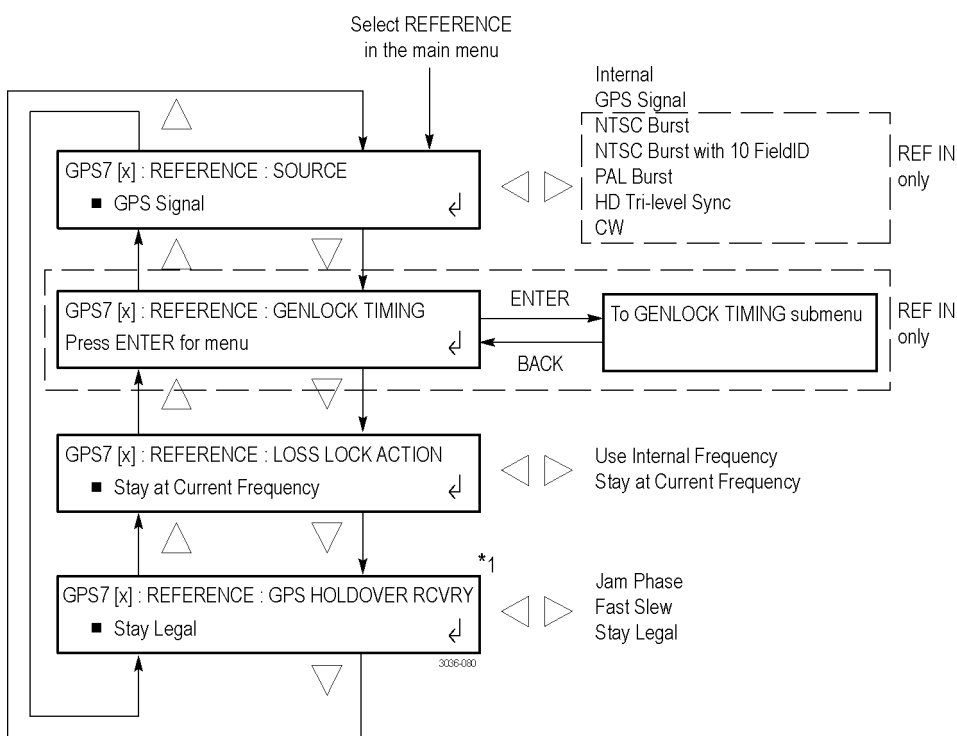 Select REFERENCE
in the main menu
Internal
GPS Signal
NTSC Burst
NTSC Burst with 10 FieldID
PAL Burst
HD Tri-level Sync
CW
REF IN
only
GPS7 [x] : REFERENCE : SOURCE
■ GPS Signal
GPS7 [x] : REFERENCE : GENLOCK TIMING
Press ENTER for menu
ENTER
BACK
To GENLOCK TIMING submenu
REF IN
only
GPS7 [x] : REFERENCE : LOSS LOCK ACTION
■ Stay at Current Frequency
Use Internal Frequency
Stay at Current Frequency
*1
GPS7 [x] : REFERENCE : GPS HOLDOVER RCVRY
■ Stay Legal
Jam Phase
Fast Slew
Stay Legal
3036-080